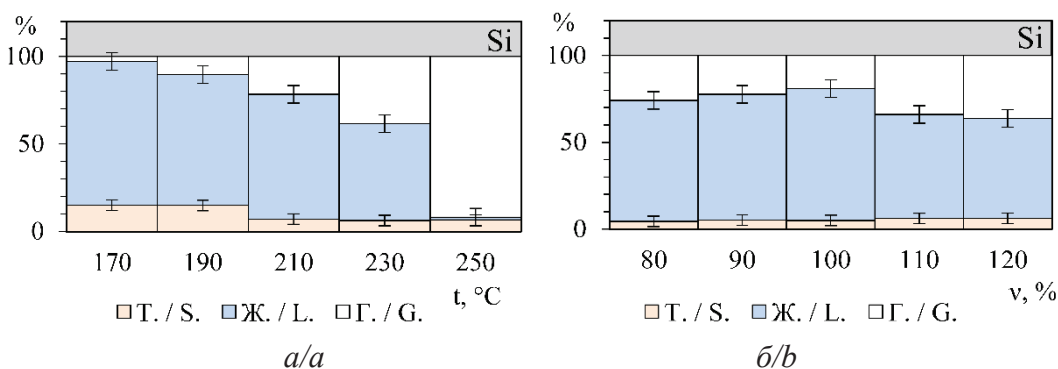 %
Si
100
50
0
170 190 210 230 250
t, °C
Т. / S. Ж. / L. Г. / G.
а/a
%
Si
100
50
0
80 90 100 110 120
ν, %
Т. / S. Ж. / L. Г. / G.
б/b